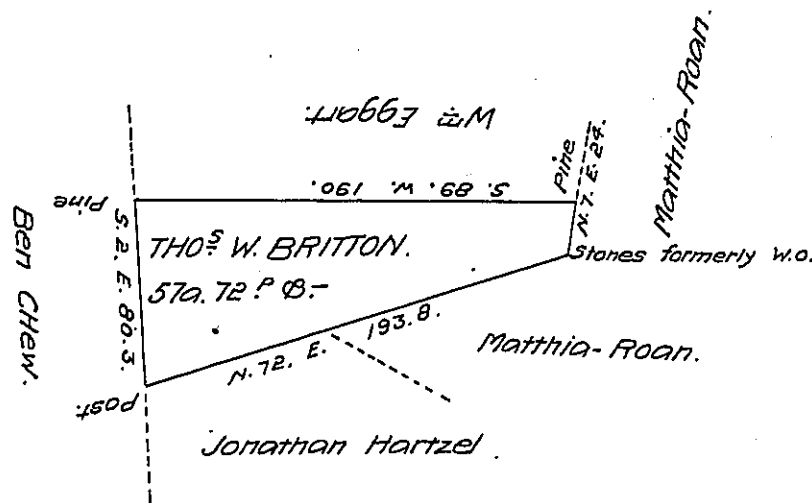 Matthia-Roan.
Wm Eggart.
Pine
N. 7. E. 24.
S. 89. W. 190.
Pine
Ben CHew.
S. 2. E. 80.3.
THOS W. BRITTON.
57a. 72. P
Stones formerly W.O.
N. 72. E. 193.8.
Matthia-Roan.
Post.
Jonathan Hartzel.